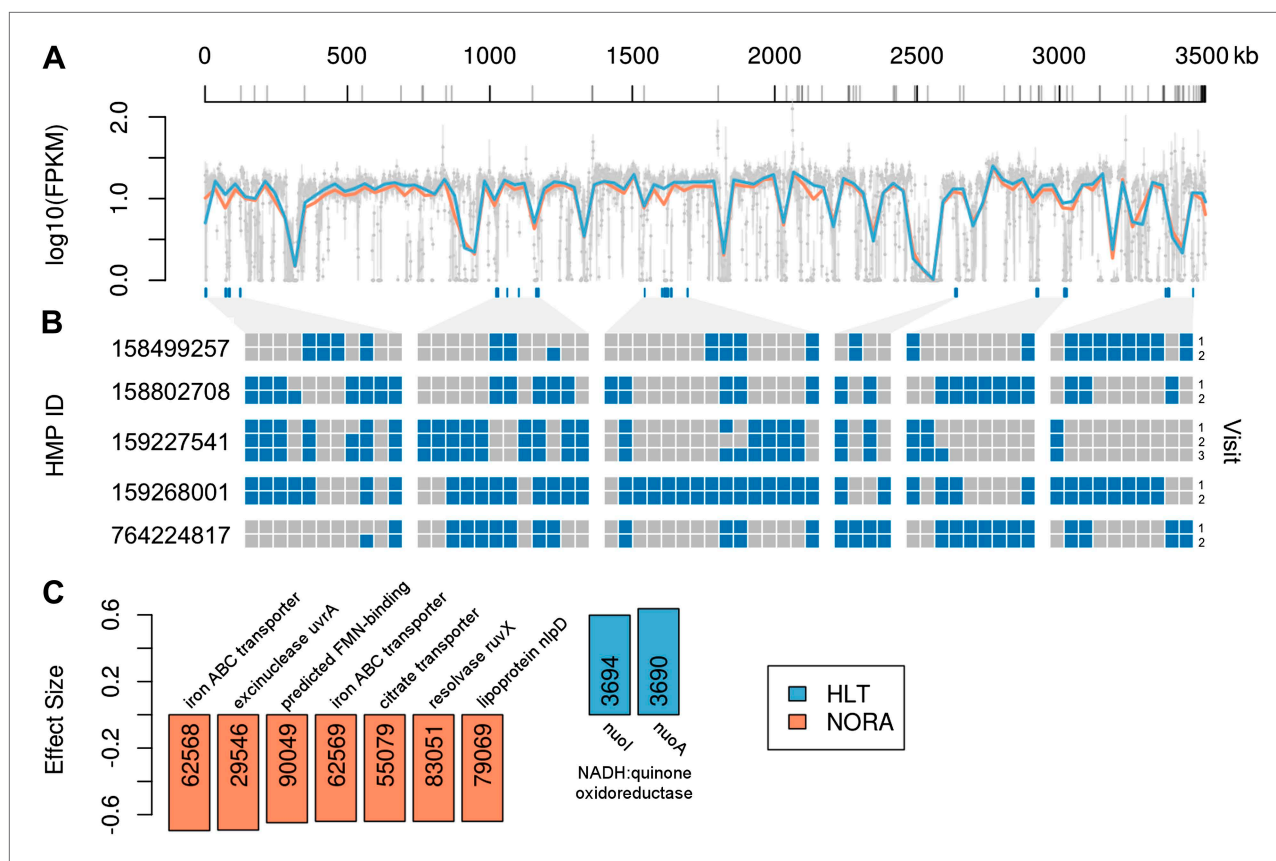 A
0 500 1000 1500 2000 2500 3000 3500 kb
log10(FPKM)
2.0
1.0
0.0
B
HMP ID
158499257
1
2
158802708
1
2
159227541
1
2
3
159268001
1
2
764224817
1
2
Visit
C
Effect Size
0.6
0.2
-0.2
-0.6
iron ABC transporter
excinuclease uvrA
predicted FMN-binding
iron ABC transporter
citrate transporter
resolvase ruvX
lipoprotein nlpD
62568
29546
90049
62569
55079
83051
79069
3694
3690
nuoI
nuoA
NADH:quinone
oxidoreductase
HLT
NORA